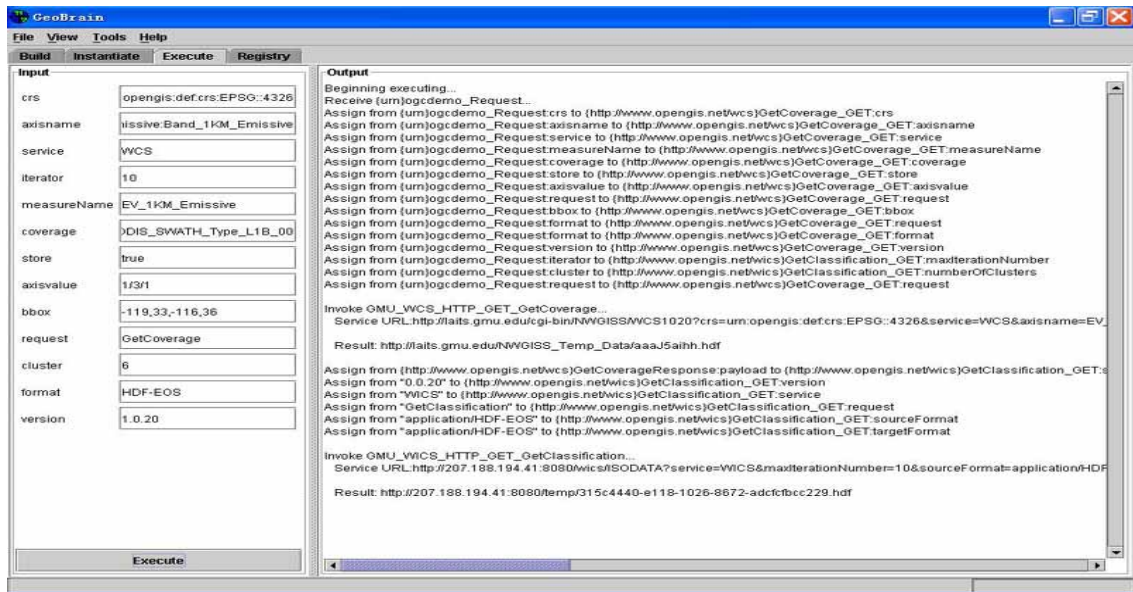 GeoBrain
File View Tools Help
Build Instantiate Execute Registry
Input
crs opengis:def:crs:EPSG::4326
axisname nissive:Band_1KM_Emissive
service WCS
iterator 10
measureName EV_1KM_Emissive
coverage ODIS_SWATH_Type_L1B_00
store true
axisvalue 1/3/1
bbox -119,33,-116,36
request GetCoverage
cluster 6
format HDF-EOS
version 1.0.20
Execute
Output
Beginning executing...
Receive {urn}ogcdemo_Request...
Assign from {urn}ogcdemo_Request:crs to {http://www.opengis.net/wcs}GetCoverage_GET:crs
Assign from {urn}ogcdemo_Request:axisname to {http://www.opengis.net/wcs}GetCoverage_GET:axisname
Assign from {urn}ogcdemo_Request:service to {http://www.opengis.net/wcs}GetCoverage_GET:service
Assign from {urn}ogcdemo_Request:measureName to {http://www.opengis.net/wcs}GetCoverage_GET:measureName
Assign from {urn}ogcdemo_Request:coverage to {http://www.opengis.net/wcs}GetCoverage_GET:coverage
Assign from {urn}ogcdemo_Request:store to {http://www.opengis.net/wcs}GetCoverage_GET:store
Assign from {urn}ogcdemo_Request:axisvalue to {http://www.opengis.net/wcs}GetCoverage_GET:axisvalue
Assign from {urn}ogcdemo_Request:request to {http://www.opengis.net/wcs}GetCoverage_GET:request
Assign from {urn}ogcdemo_Request:bbox to {http://www.opengis.net/wcs}GetCoverage_GET:bbox
Assign from {urn}ogcdemo_Request:format to {http://www.opengis.net/wcs}GetCoverage_GET:request
Assign from {urn}ogcdemo_Request:format to {http://www.opengis.net/wcs}GetCoverage_GET:format
Assign from {urn}ogcdemo_Request:version to {http://www.opengis.net/wcs}GetCoverage_GET:version
Assign from {urn}ogcdemo_Request:iterator to {http://www.opengis.net/wics}GetClassification_GET:maxIterationNumber
Assign from {urn}ogcdemo_Request:cluster to {http://www.opengis.net/wics}GetClassification_GET:numberOfClusters
Assign from {urn}ogcdemo_Request:request to {http://www.opengis.net/wcs}GetCoverage_GET:request
Invoke GMU_WCS_HTTP_GET_GetCoverage...
Service URL:http://laits.gmu.edu/cgi-bin/NWGISS/WCS1020?crs=urn:opengis:def:crs:EPSG::4326&service=WCS&axisname=EV_
Result: http://laits.gmu.edu/NWGISS_Temp_Data/aaaJ5aihh.hdf
Assign from {http://www.opengis.net/wcs}GetCoverageResponse:payload to {http://www.opengis.net/wics}GetClassification_GET:s
Assign from "0.0.20" to {http://www.opengis.net/wics}GetClassification_GET:version
Assign from "WICS" to {http://www.opengis.net/wics}GetClassification_GET:service
Assign from "GetClassification" to {http://www.opengis.net/wics}GetClassification_GET:request
Assign from "application/HDF-EOS" to {http://www.opengis.net/wics}GetClassification_GET:sourceFormat
Assign from "application/HDF-EOS" to {http://www.opengis.net/wics}GetClassification_GET:targetFormat
Invoke GMU_WICS_HTTP_GET_GetClassification...
Service URL:http://207.188.194.41:8080/wics/ISODATA?service=WICS&maxIterationNumber=10&sourceFormat=application/HDF
Result: http://207.188.194.41:8080/temp/315c4440-e118-1026-8672-adcfcfbcc229.hdf